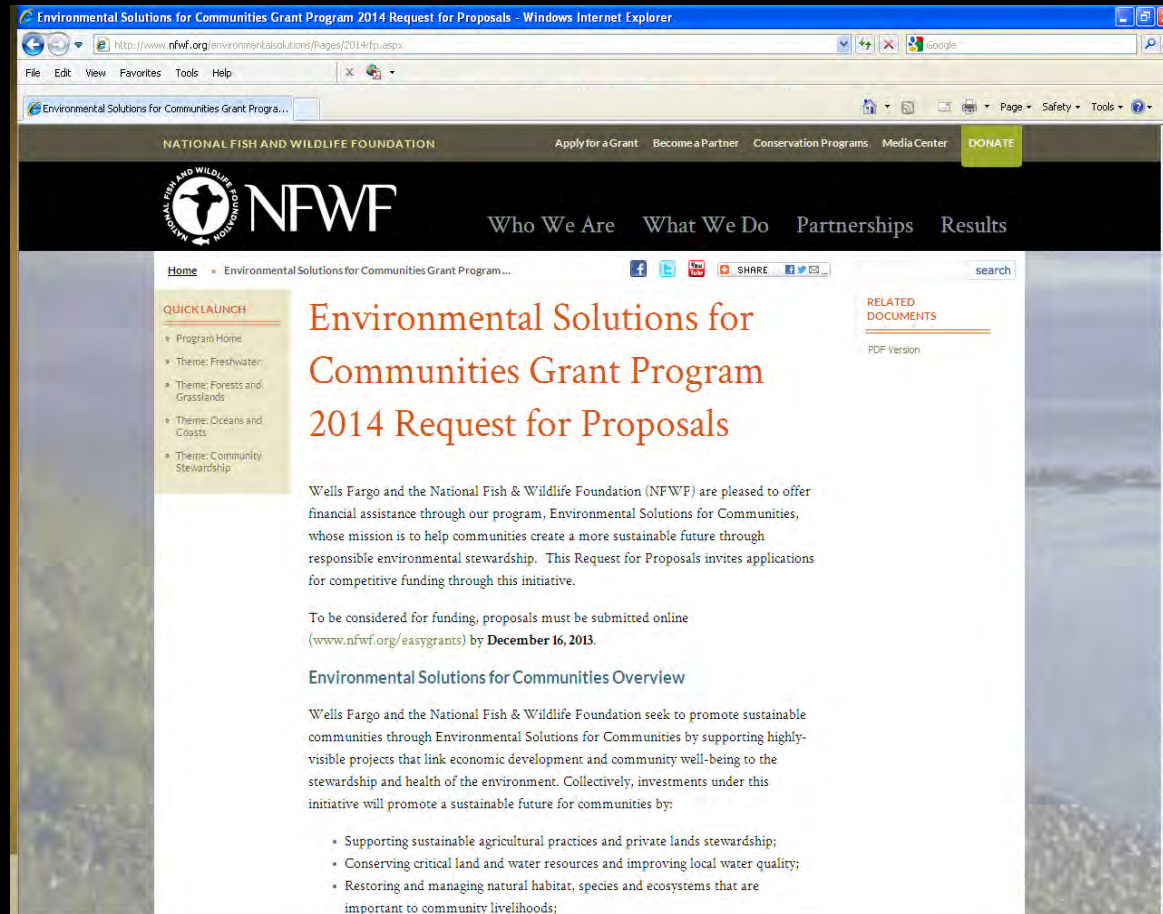 Environmental Solutions for Communities Grant Program 2014 Request for Proposals - Windows Internet Explorer
http://www.nfwf.org/environmentalsolutions/Pages/2014rfp.aspx
Google
File Edit View Favorites Tools Help
Environmental Solutions for Communities Grant Progra...
Page Safety Tools
NATIONAL FISH AND WILDLIFE FOUNDATION
Apply for a Grant Become a Partner Conservation Programs Media Center DONATE
NATIONAL FISH AND WILDLIFE FOUNDATION
NFWF
Who We Are What We Do Partnerships Results
Home » Environmental Solutions for Communities Grant Program ...
You Tube
SHARE
...
search
QUICK LAUNCH
» Program Home
» Theme: Freshwater
» Theme: Forests and
Grasslands
» Theme: Oceans and
Coasts
» Theme: Community
Stewardship
Environmental Solutions for
Communities Grant Program
2014 Request for Proposals
RELATED
DOCUMENTS
PDF Version
Wells Fargo and the National Fish & Wildlife Foundation (NFWF) are pleased to offer
financial assistance through our program, Environmental Solutions for Communities,
whose mission is to help communities create a more sustainable future through
responsible environmental stewardship. This Request for Proposals invites applications
for competitive funding through this initiative.
To be considered for funding, proposals must be submitted online
(www.nfwf.org/easygrants) by December 16, 2013.
Environmental Solutions for Communities Overview
Wells Fargo and the National Fish & Wildlife Foundation seek to promote sustainable
communities through Environmental Solutions for Communities by supporting highly-
visible projects that link economic development and community well-being to the
stewardship and health of the environment. Collectively, investments under this
initiative will promote a sustainable future for communities by:
• Supporting sustainable agricultural practices and private lands stewardship;
• Conserving critical land and water resources and improving local water quality;
• Restoring and managing natural habitat, species and ecosystems that are
important to community livelihoods;